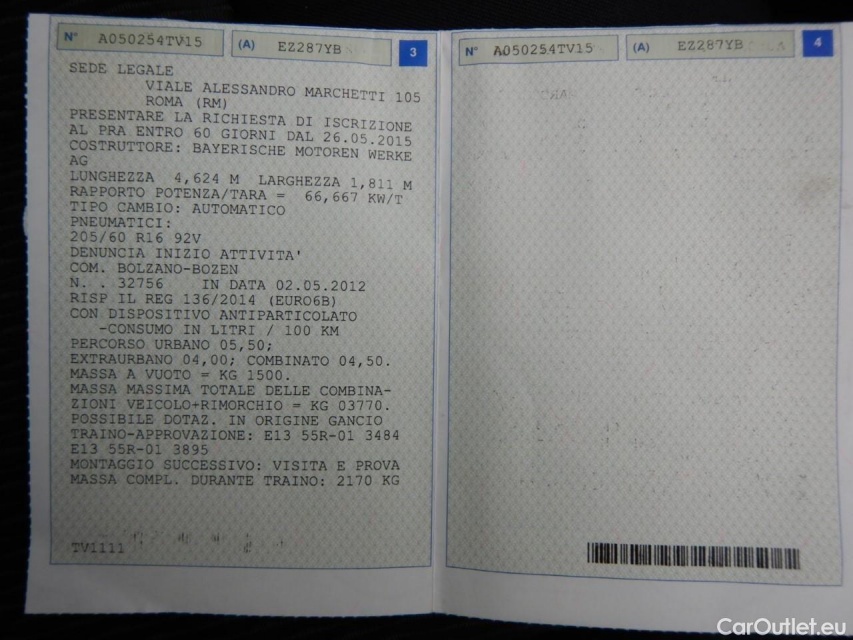 N° A050254TV15 (A) EZ287YB 3
SEDE LEGALE
VIALE ALESSANDRO MARCHETTI 105
ROMA (RM)
PRESENTARE LA RICHIESTA DI ISCRIZIONE
AL PRA ENTRO 60 GIORNI DAL 26.05.2015
COSTRUTTORE: BAYERISCHE MOTOREN WERKE
AG
LUNGHEZZA 4,624 M LARGHEZZA 1,811 M
RAPPORTO POTENZA/TARA = 66,667 KW/T
TIPO CAMBIO: AUTOMATICO
PNEUMATICI:
205/60 R16 92V
DENUNCIA INIZIO ATTIVITA'
COM. BOLZANO-BOZEN
N. . 32756 IN DATA 02.05.2012
RISP IL REG 136/2014 (EURO6B)
CON DISPOSITIVO ANTIPARTICOLATO
-CONSUMO IN LITRI / 100 KM
PERCORSO URBANO 05,50;
EXTRAURBANO 04,00; COMBINATO 04,50.
MASSA A VUOTO = KG 1500.
MASSA MASSIMA TOTALE DELLE COMBINA-
ZIONI VEICOLO+RIMORCHIO = KG 03770.
POSSIBILE DOTAZ. IN ORIGINE GANCIO
TRAINO-APPROVAZIONE: E13 55R-01 3484
E13 55R-01 3895
MONTAGGIO SUCCESSIVO: VISITA E PROVA
MASSA COMPL. DURANTE TRAINO: 2170 KG
TV1111
N° A050254TV15 (A) EZ287YB 4
CarOutlet.eu